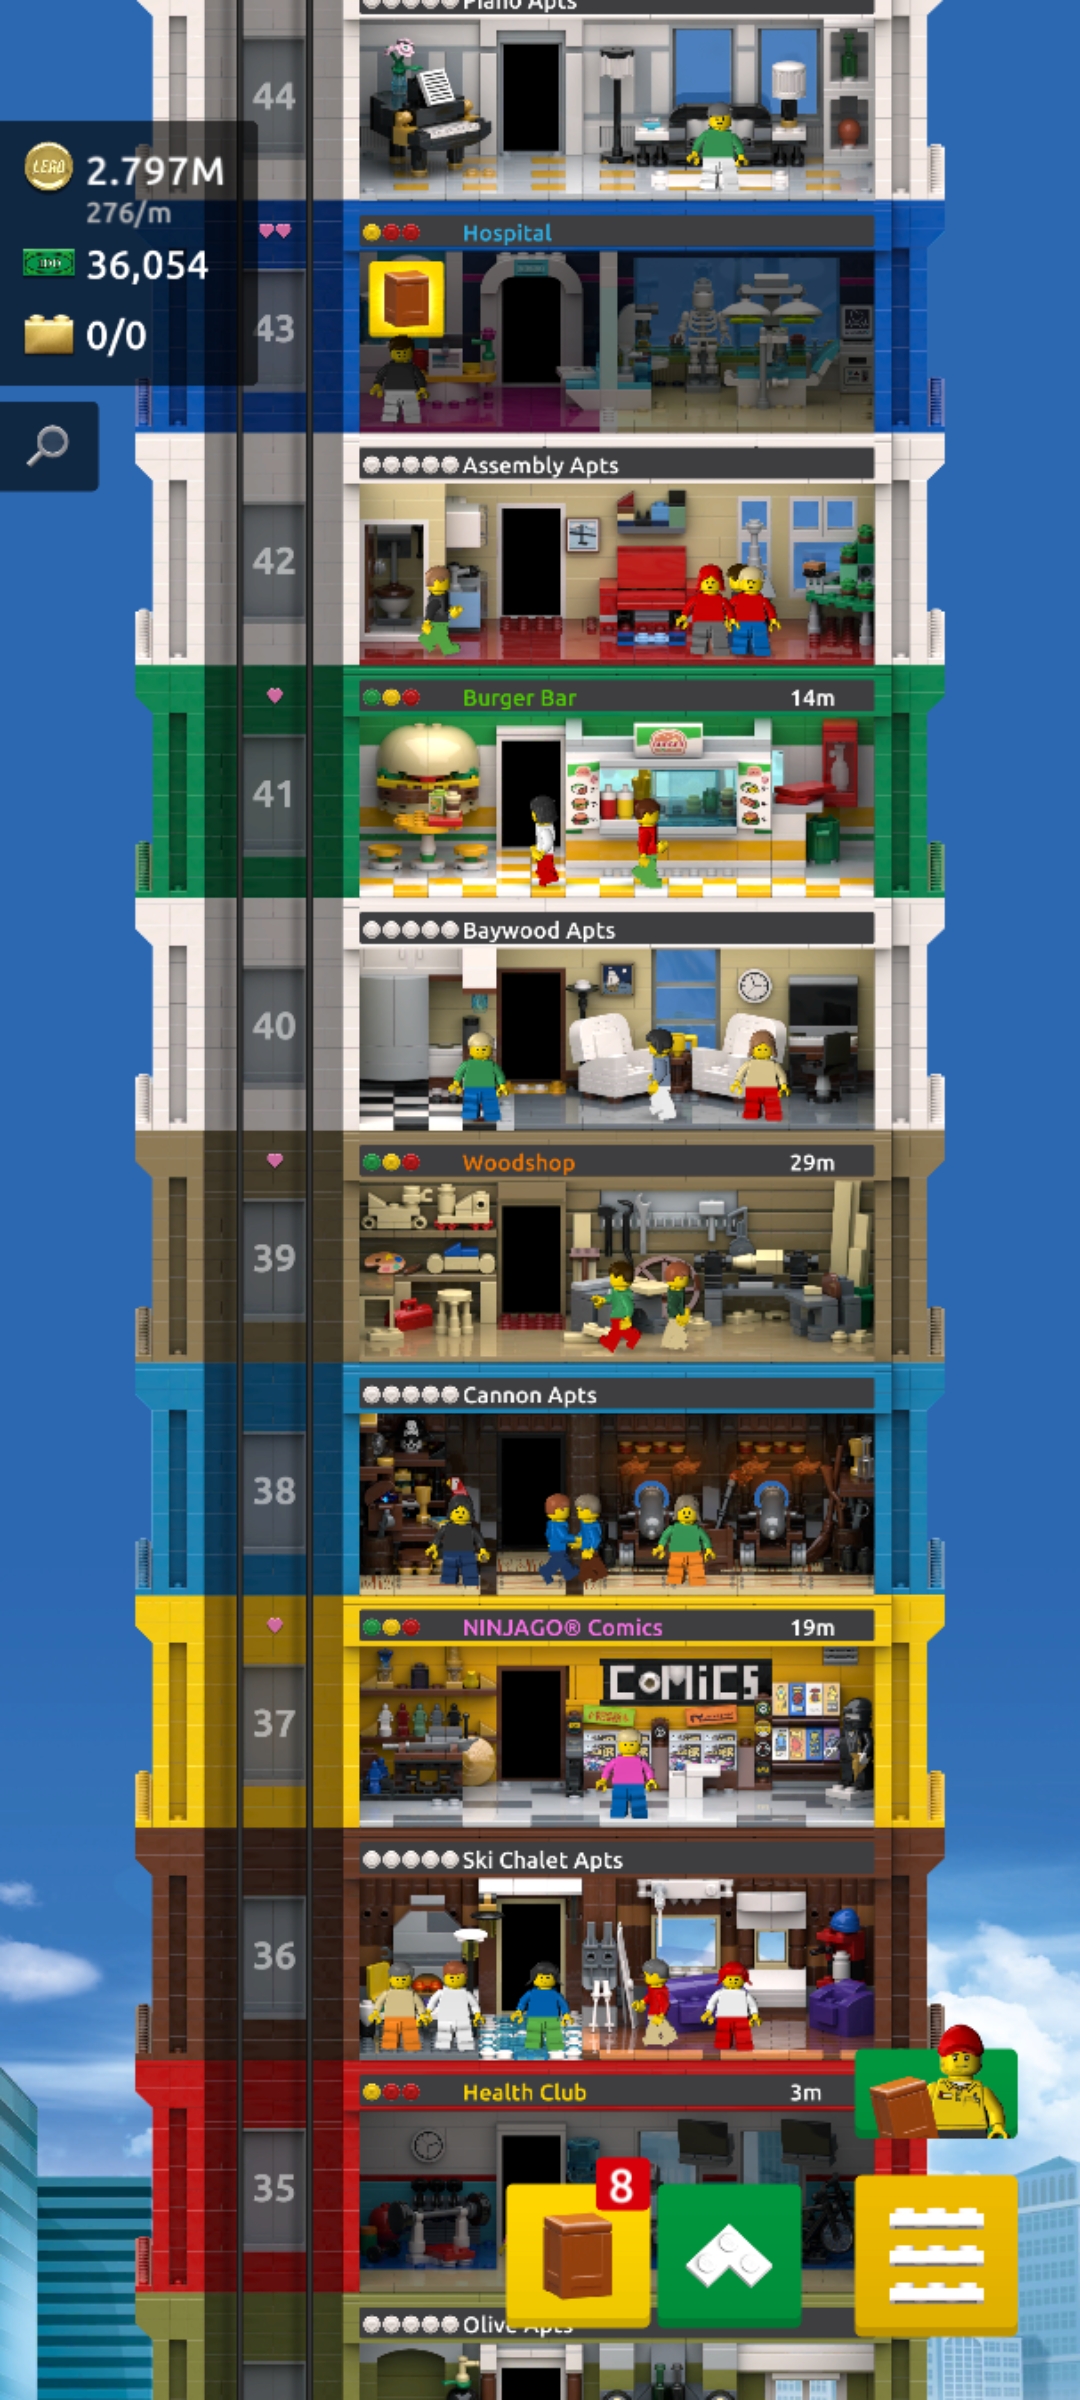 Piano Apts
44
LEGO
2.797M
276/m
36,054
0/0
Hospital
43
Assembly Apts
42
Burger Bar 14m
41
Baywood Apts
40
Woodshop 29m
39
Cannon Apts
38
NINJAGO® Comics 19m
COMiCS
37
Ski Chalet Apts
36
Health Club 3m
35
8
Olive Apts